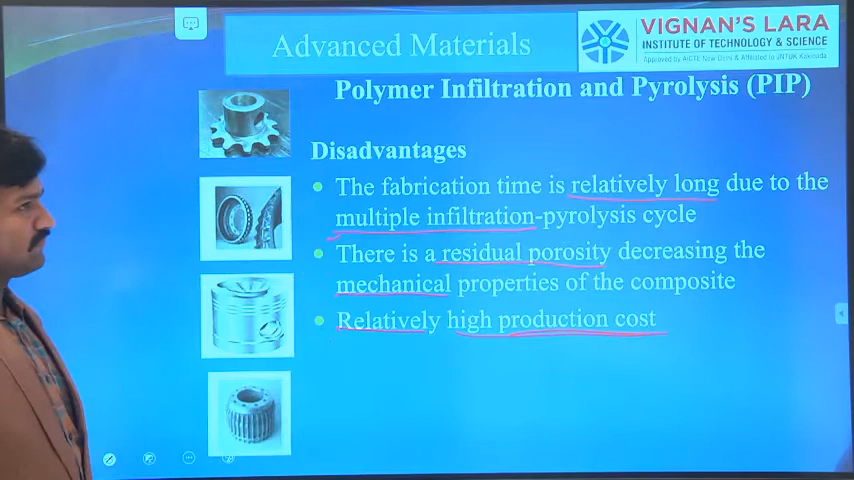 Advanced Materials
VIGNAN'S LARA
INSTITUTE OF TECHNOLOGY & SCIENCE
Approved by AICTE New Delhi & Affiliated to JNTUK Kakinada
Polymer Infiltration and Pyrolysis (PIP)
Disadvantages
The fabrication time is relatively long due to the
multiple infiltration-pyrolysis cycle
There is a residual porosity decreasing the
mechanical properties of the composite
Relatively high production cost